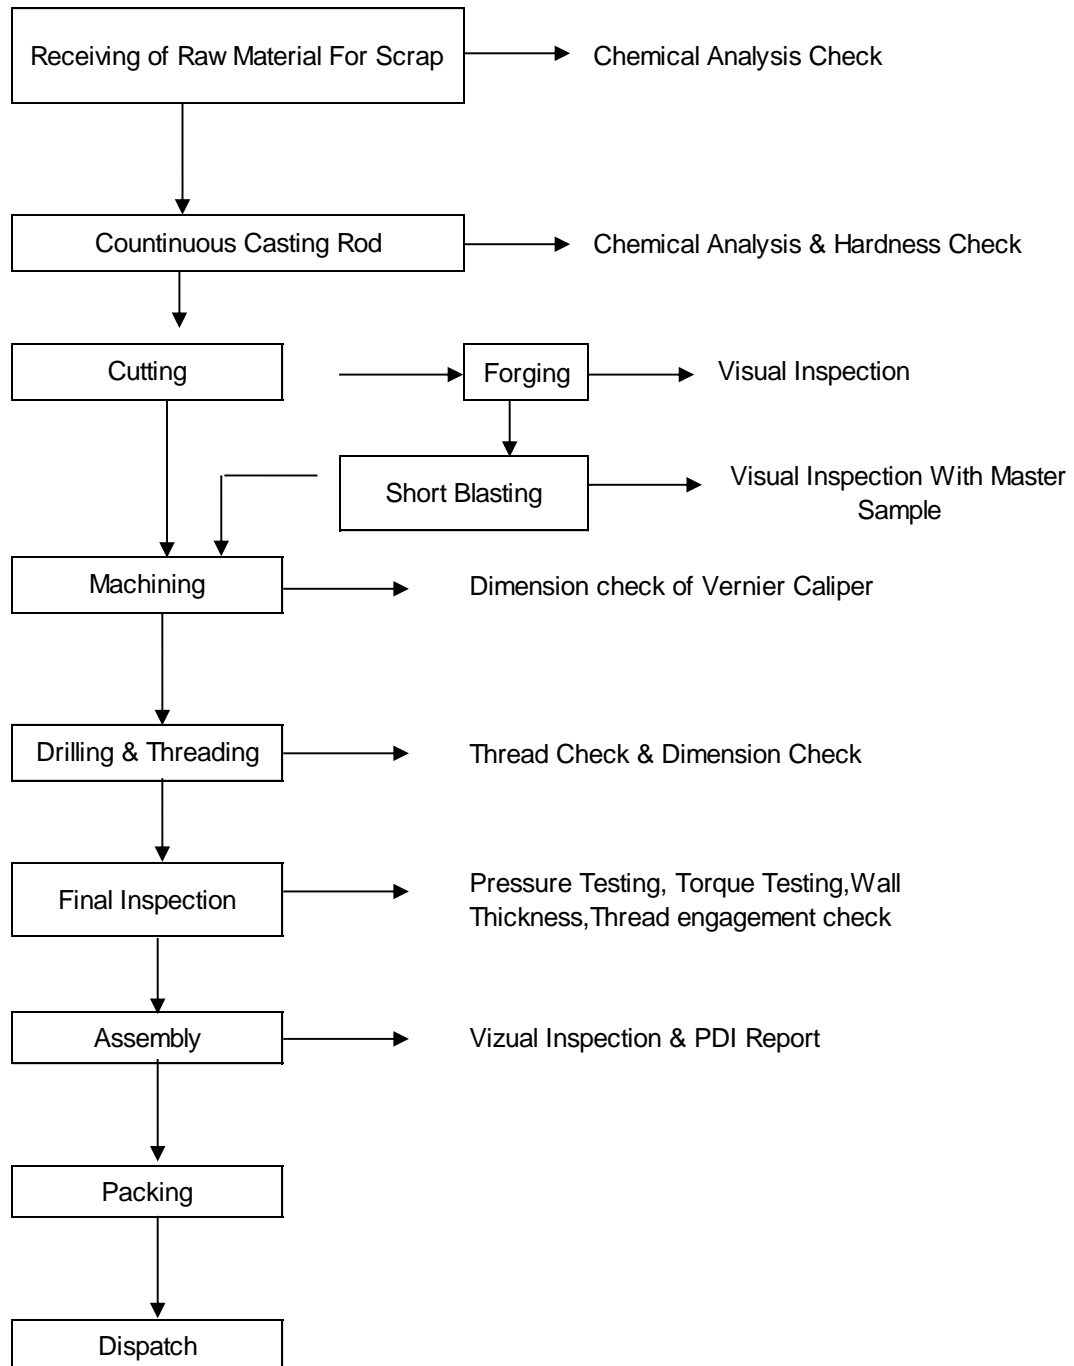 Receiving of Raw Material For Scrap
Chemical Analysis Check
Countinuous Casting Rod
Chemical Analysis & Hardness Check
Cutting
Forging
Visual Inspection
Short Blasting
Visual Inspection With Master
Sample
Machining
Dimension check of Vernier Caliper
Drilling & Threading
Thread Check & Dimension Check
Final Inspection
Pressure Testing, Torque Testing,Wall
Thickness,Thread engagement check
Assembly
Vizual Inspection & PDI Report
Packing
Dispatch